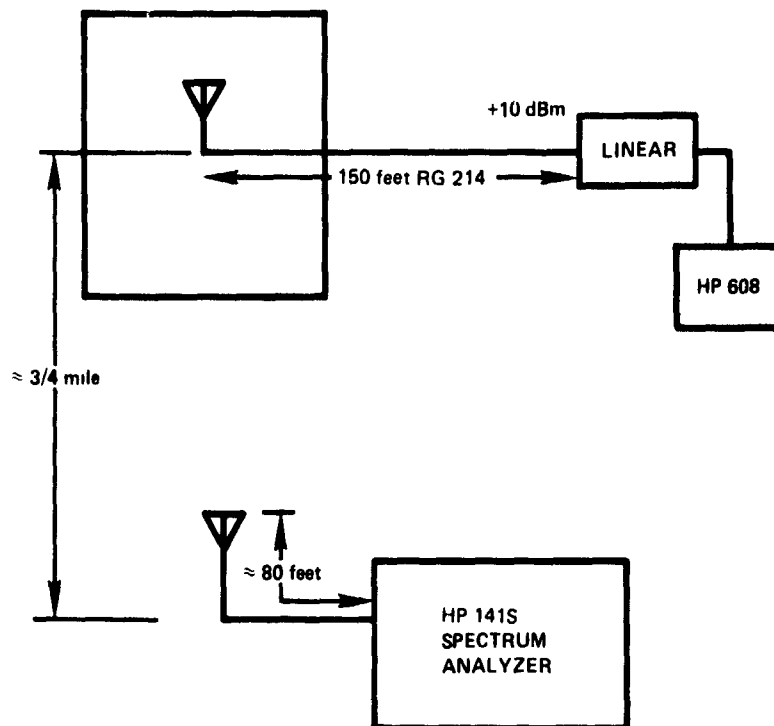 +10 dBm
LINEAR
150 feet RG 214
HP 608
≈ 3/4 mile
≈ 80 feet
HP 141S
SPECTRUM
ANALYZER